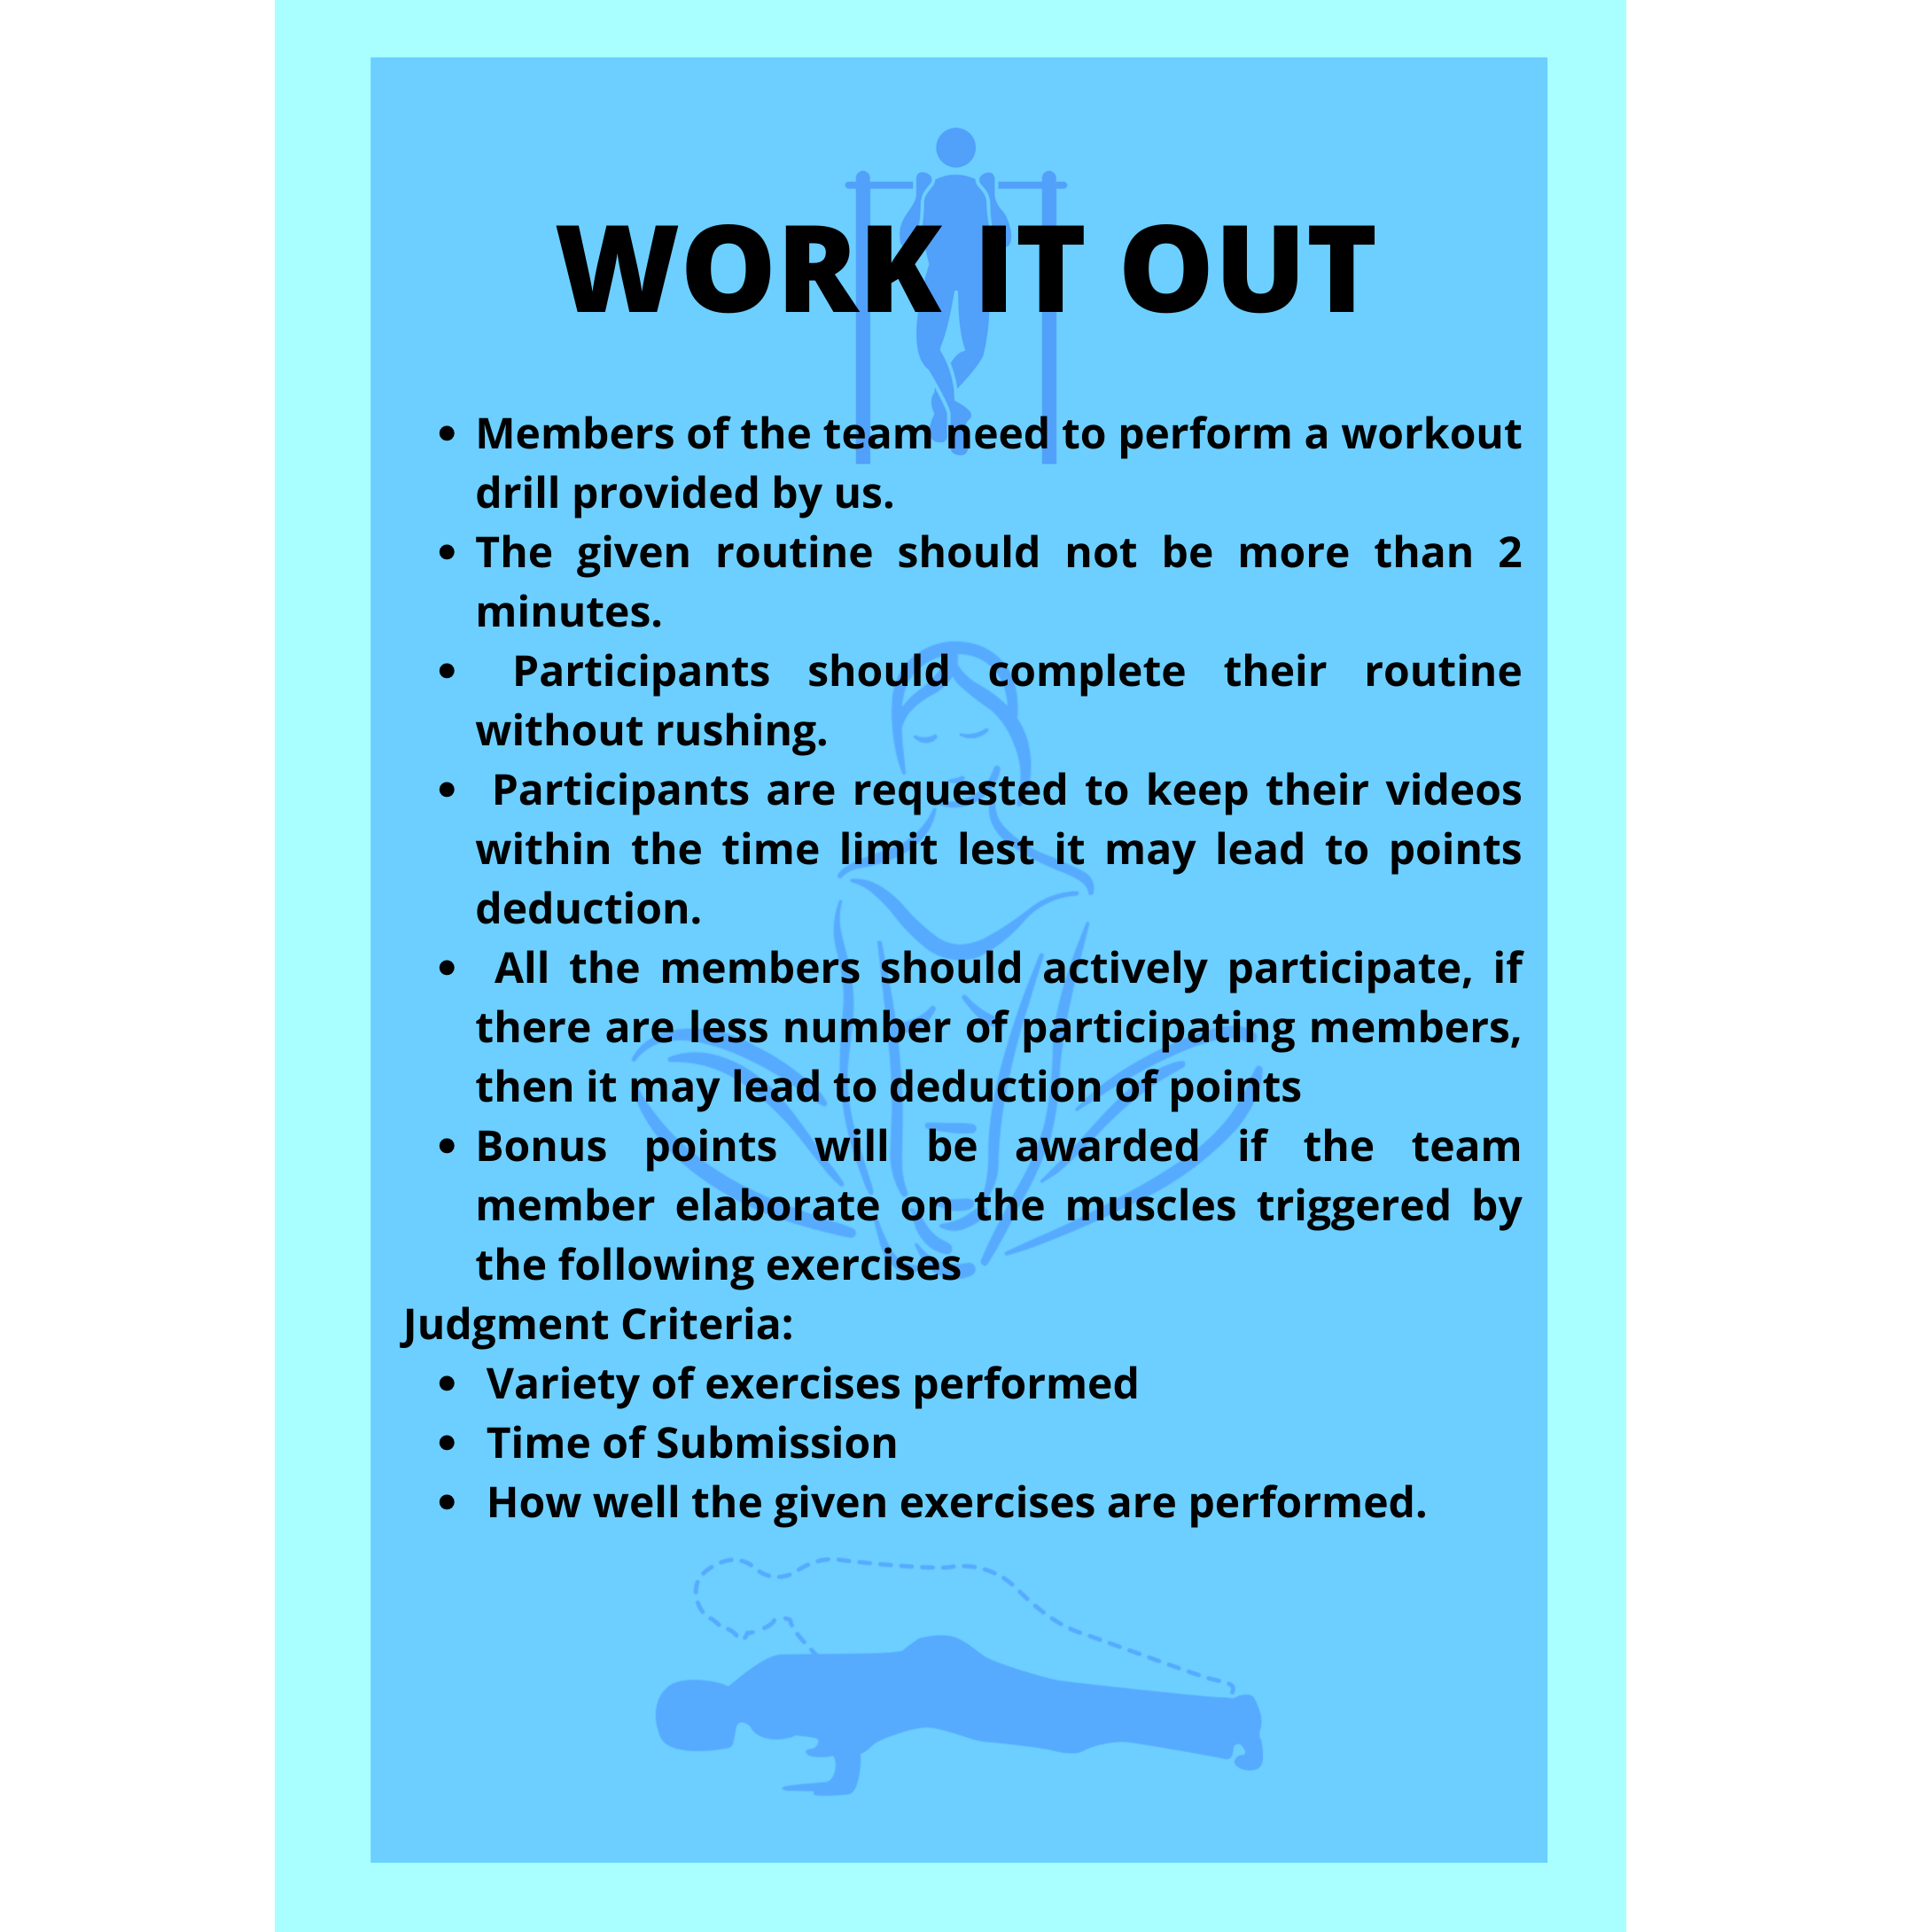 WORK IT OUT
• Members of the team need to perform a workout
drill provided by us.
• The given routine should not be more than 2
minutes.
• Participants should complete their routine
without rushing.
• Participants are requested to keep their videos
within the time limit lest it may lead to points
deduction.
• All the members should actively participate, if
there are less number of participating members,
then it may lead to deduction of points
• Bonus points will be awarded if the team
member elaborate on the muscles triggered by
the following exercises
Judgment Criteria:
• Variety of exercises performed
• Time of Submission
• How well the given exercises are performed.